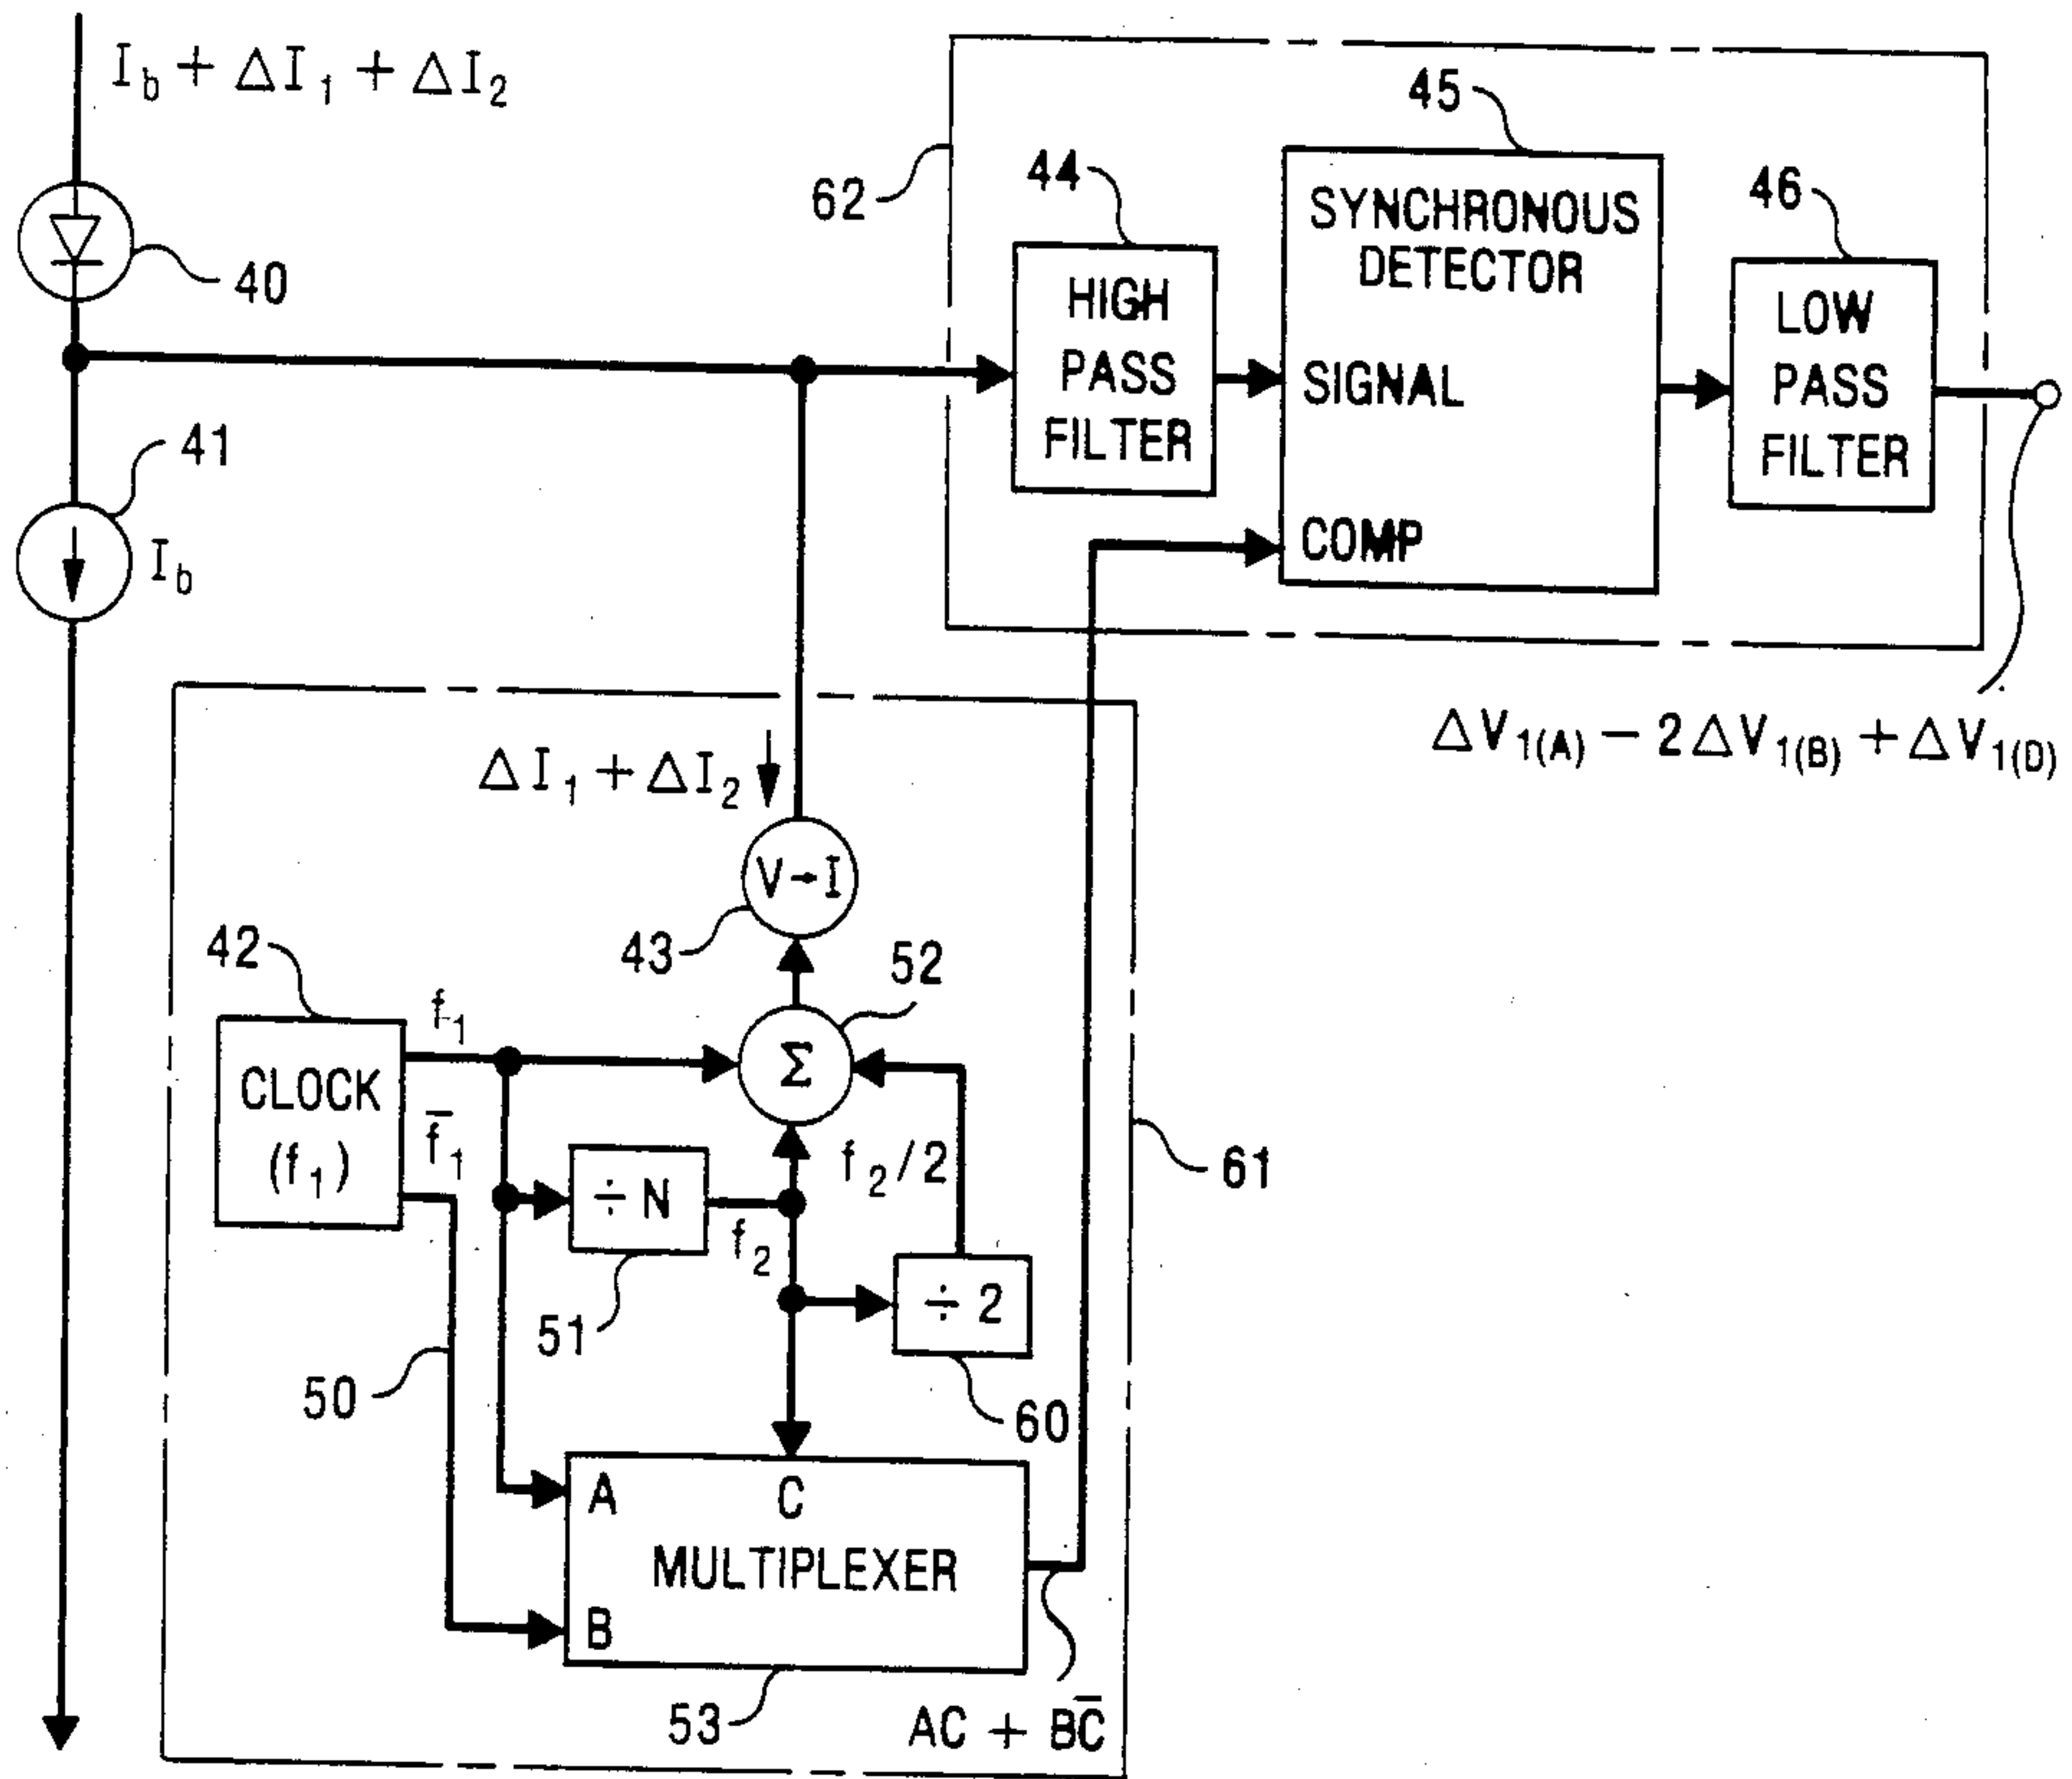 I_b + ΔI_1 + ΔI_2
40
41
I_b
62
44
HIGH
PASS
FILTER
45
SYNCHRONOUS
DETECTOR
SIGNAL
COMP
46
LOW
PASS
FILTER
ΔV_1(A) − 2ΔV_1(B) + ΔV_1(D)
ΔI_1 + ΔI_2
V→I
43
52
Σ
42
CLOCK
(f_1)
f_1
f̅_1
÷ N
51
f_2
f_2/2
÷ 2
60
61
50
A
C
MULTIPLEXER
B
53
AC + BC̅